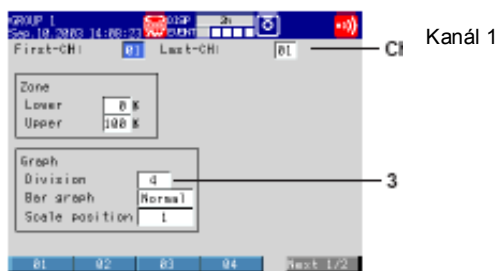 GROUP 1
Sep.10.2003 14:08:23
DISP
EVENT
2h
First-CH: 01 Last-CH: 01
Kanál 1
Zone
Lower 0 %
Upper 100 %
Graph
Division 4
3
Bar graph Normal
Scale position 1
01 02 03 04 Next 1/2